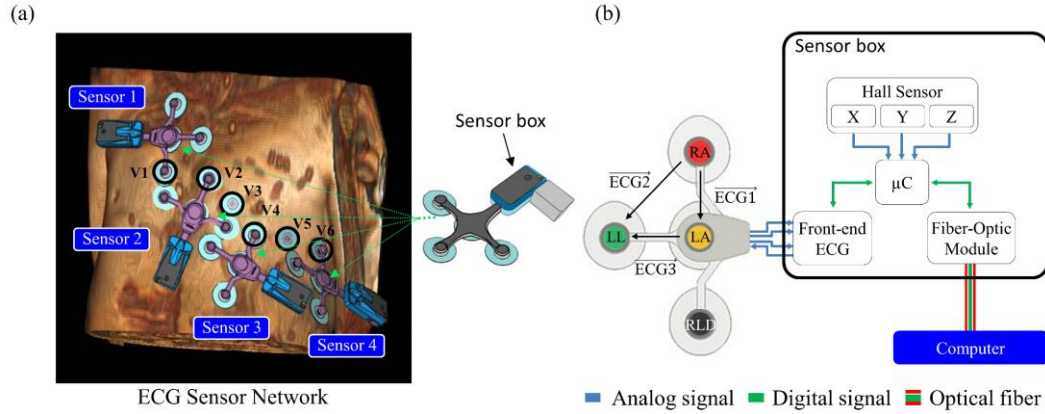 (a)
Sensor 1
V1
V2
V3
V4
V5
V6
Sensor 2
Sensor 3
Sensor 4
Sensor box
ECG Sensor Network
(b)
Sensor box
Hall Sensor
X Y Z
µC
Front-end
ECG
Fiber-Optic
Module
Computer
RA
ECG2
ECG1
LL
LA
ECG3
RLD
Analog signal Digital signal Optical fiber